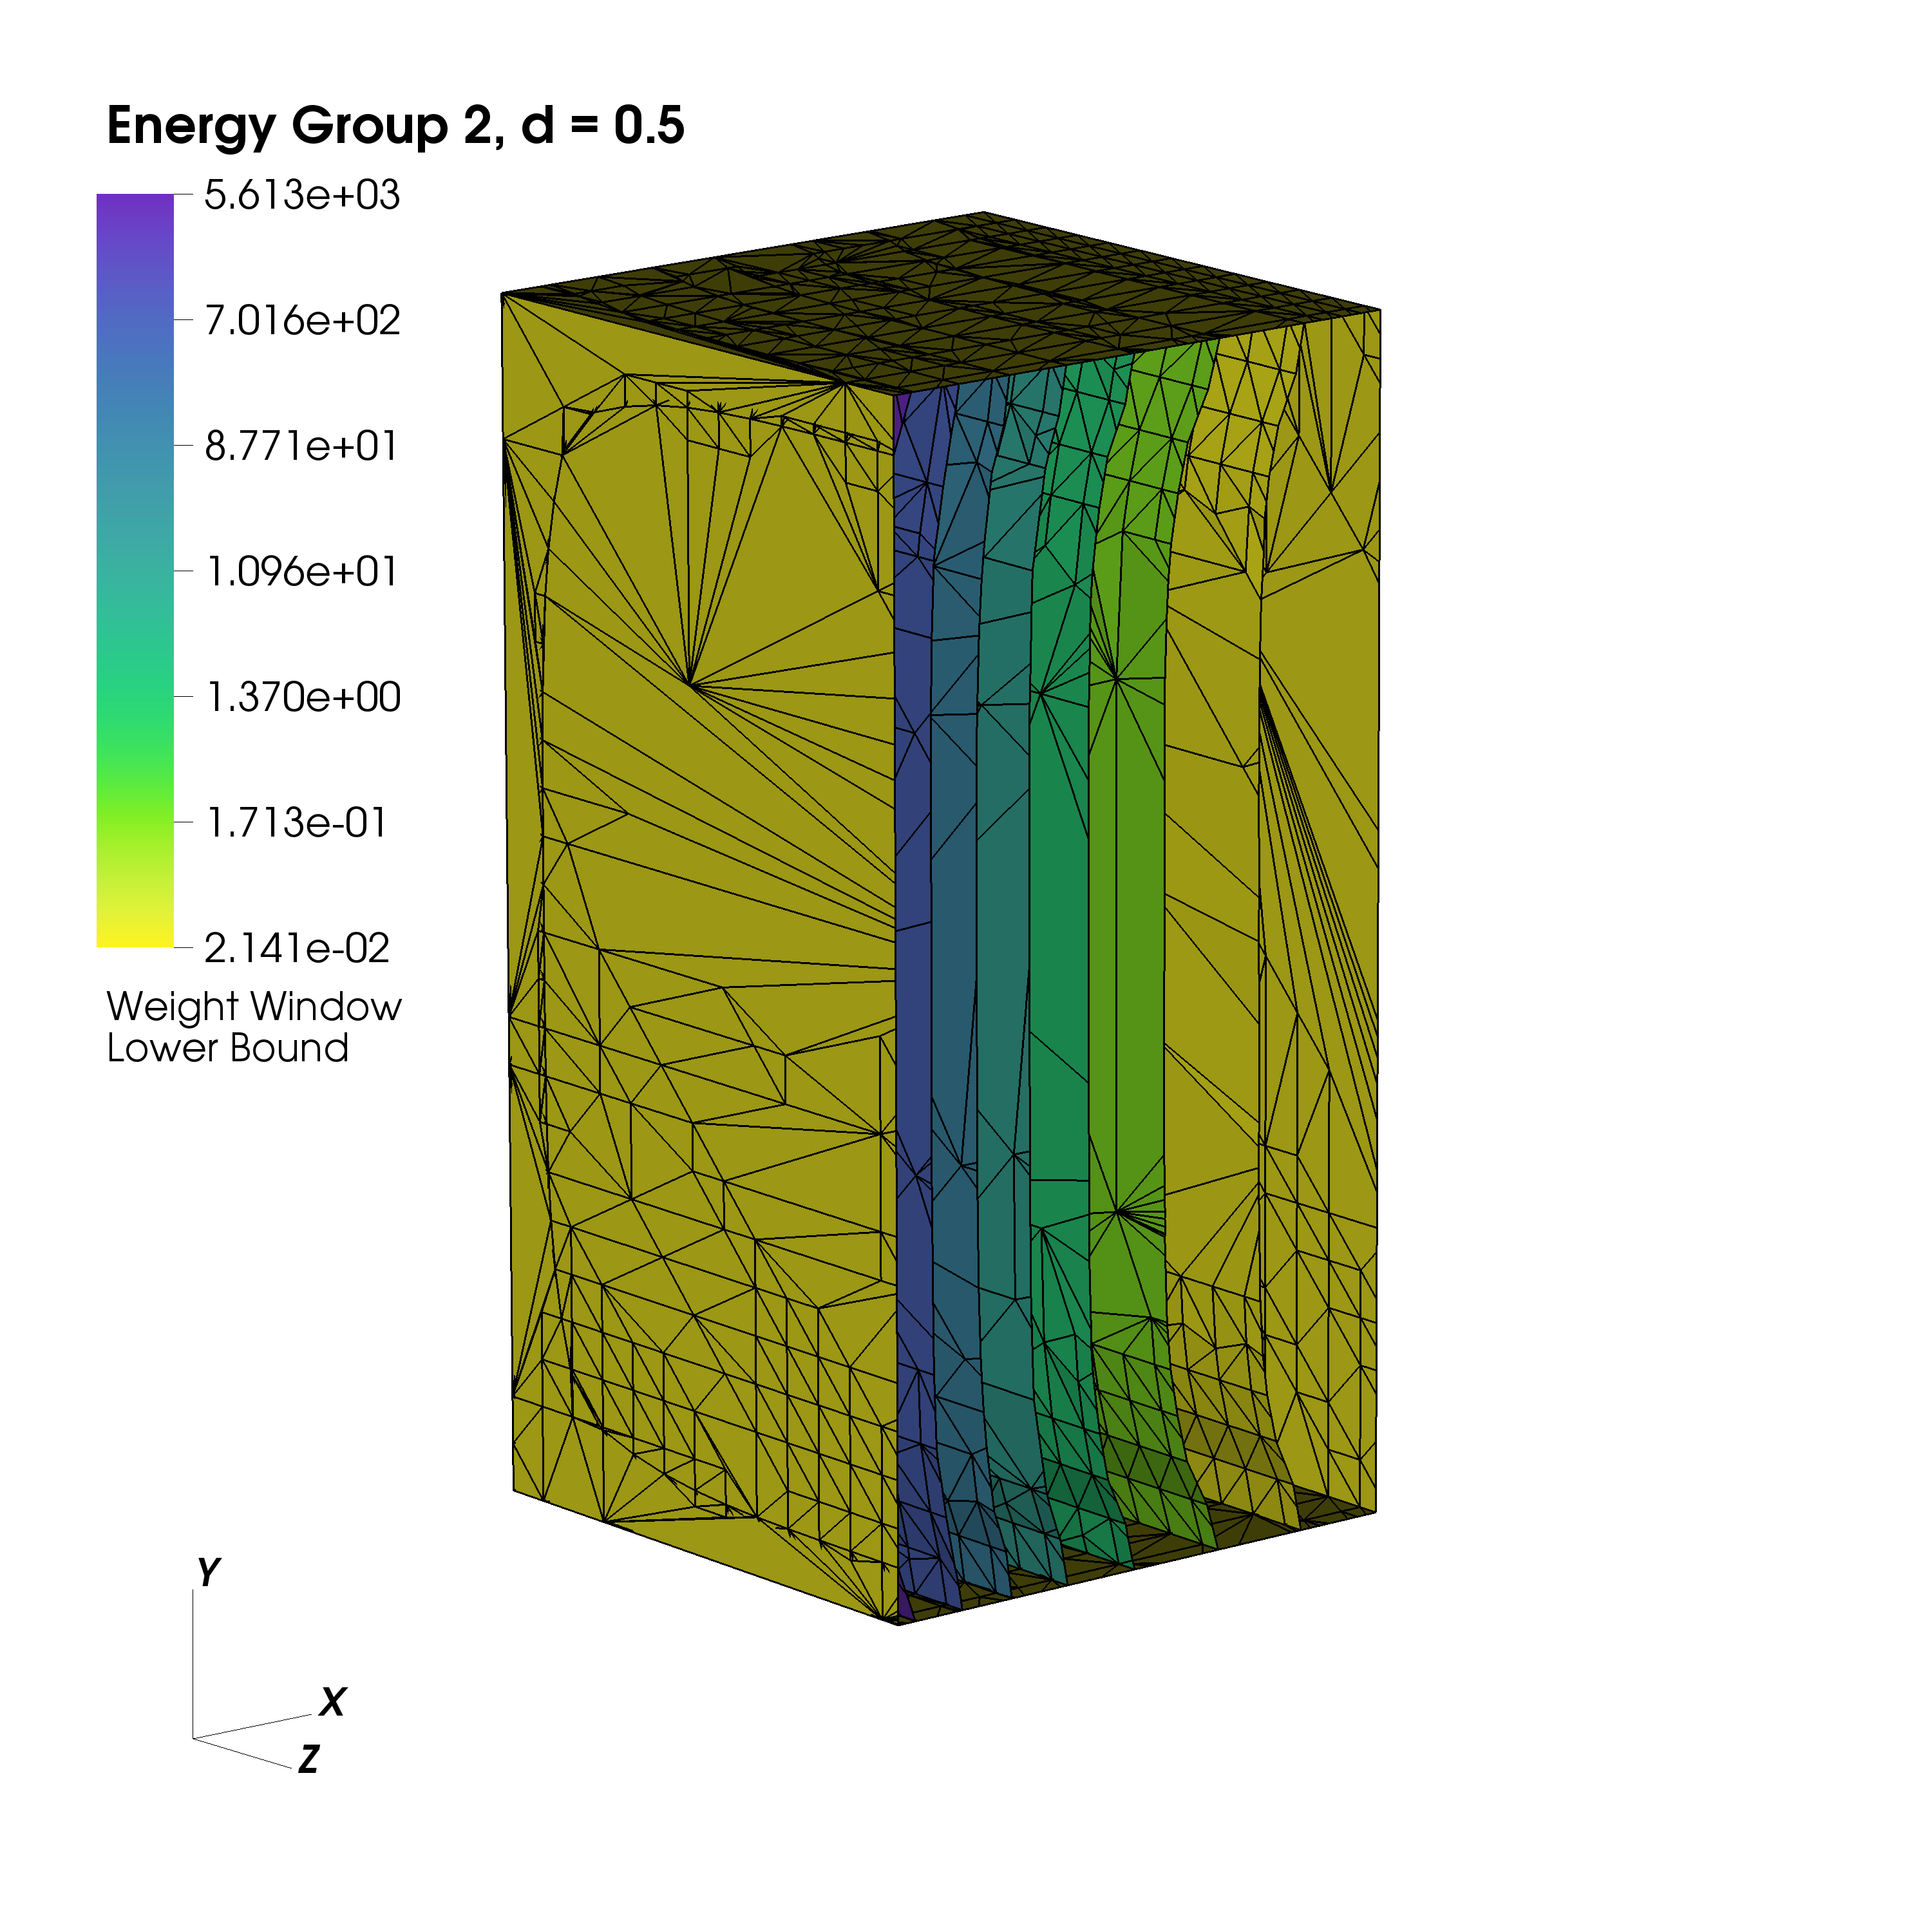 Energy Group 2, d = 0.5
5.613e+03
7.016e+02
8.771e+01
1.096e+01
1.370e+00
1.713e-01
2.141e-02
Weight Window
Lower Bound
Y
X
Z